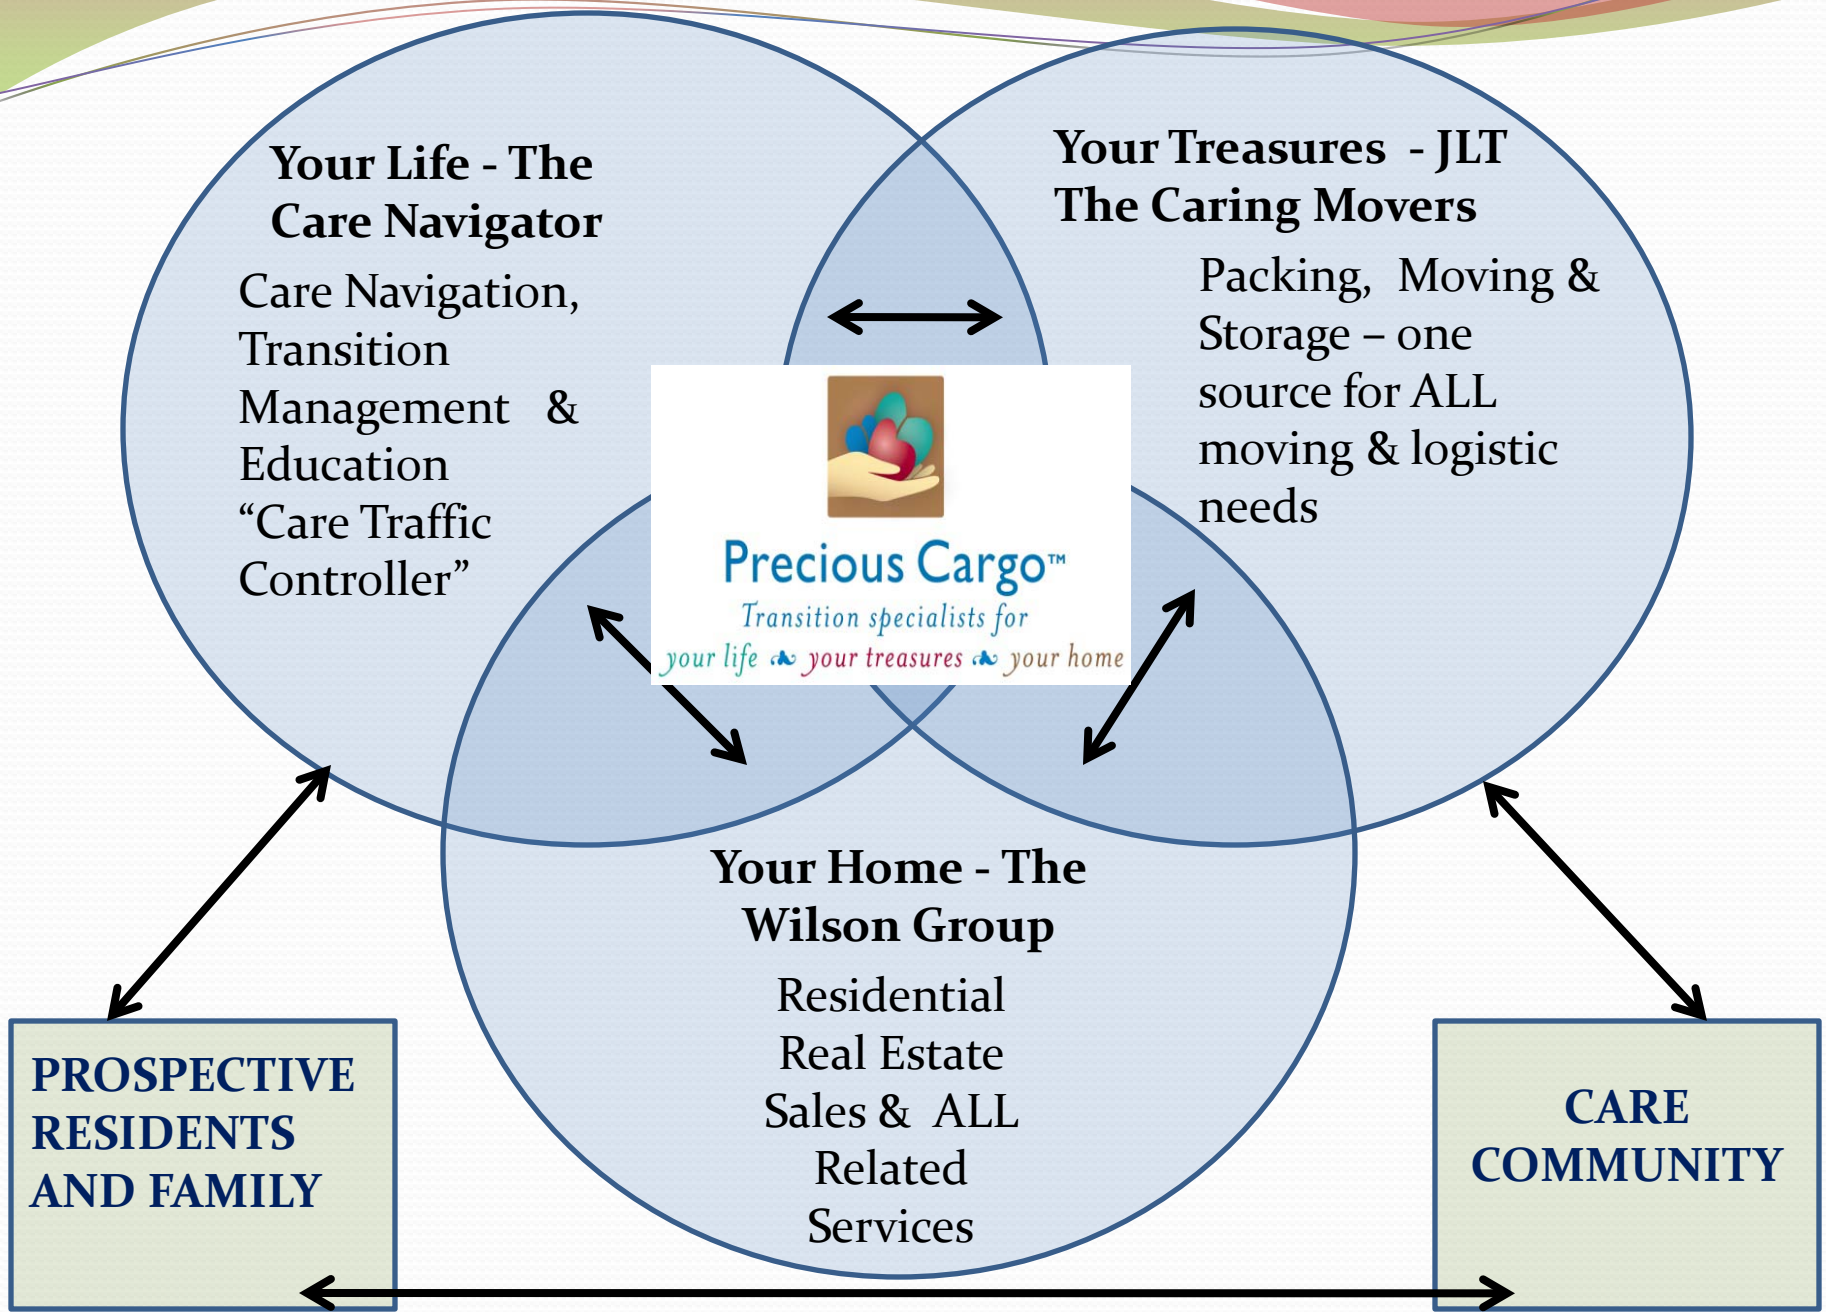 Your Life - The
Care Navigator
Care Navigation,
Transition
Management &
Education
“Care Traffic
Controller”
Your Treasures - JLT
The Caring Movers
Packing, Moving &
Storage – one
source for ALL
moving & logistic
needs
Precious Cargo™
Transition specialists for
your life your treasures your home
Your Home - The
Wilson Group
Residential
Real Estate
Sales & ALL
Related
Services
PROSPECTIVE
RESIDENTS
AND FAMILY
CARE
COMMUNITY